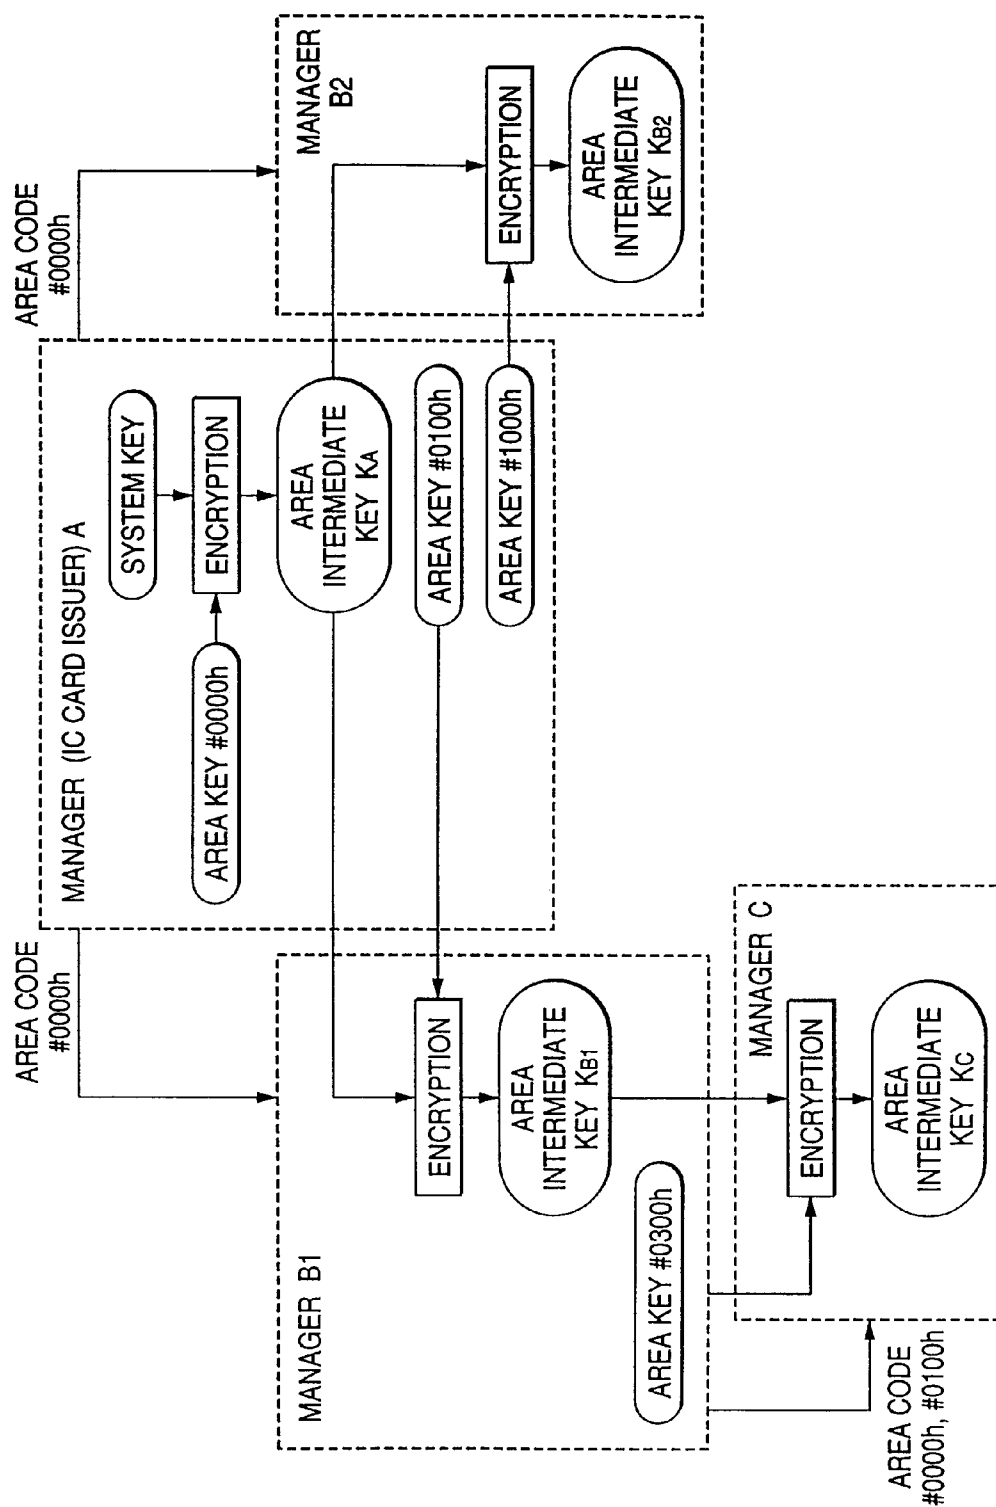 AREA CODE
#0000h
AREA CODE
#0000h
MANAGER (IC CARD ISSUER) A
SYSTEM KEY
AREA KEY #0000h
ENCRYPTION
AREA
INTERMEDIATE
KEY KA
AREA KEY #0100h
AREA KEY #1000h
MANAGER B1
ENCRYPTION
AREA
INTERMEDIATE
KEY KB1
AREA KEY #0300h
MANAGER
B2
ENCRYPTION
AREA
INTERMEDIATE
KEY KB2
AREA CODE
#0000h, #0100h
MANAGER C
ENCRYPTION
AREA
INTERMEDIATE
KEY KC